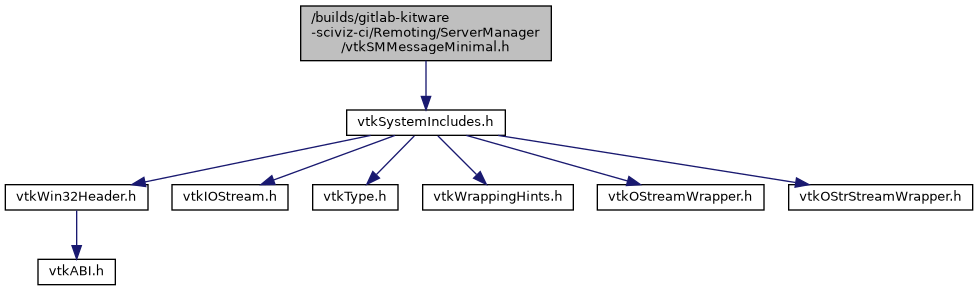 /builds/gitlab-kitware
-sciviz-ci/Remoting/ServerManager
/vtkSMMessageMinimal.h
vtkSystemIncludes.h
vtkWin32Header.h
vtkIOStream.h
vtkType.h
vtkWrappingHints.h
vtkOStreamWrapper.h
vtkOStrStreamWrapper.h
vtkABI.h